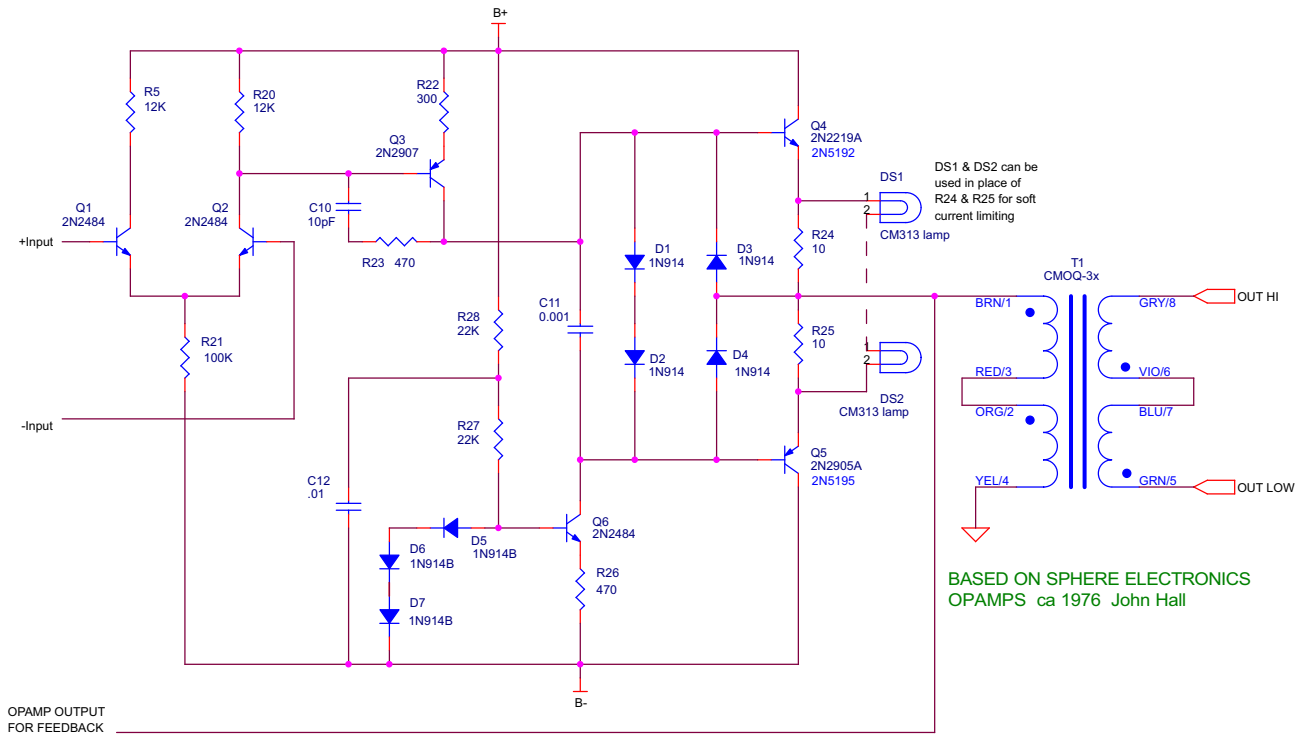 B+
R5
12K
R20
12K
R22
300
Q3
2N2907
Q4
2N2219A
2N5192
DS1
DS1 & DS2 can be
used in place of
R24 & R25 for soft
current limiting
1
2
CM313 lamp
Q1
2N2484
Q2
2N2484
C10
10pF
+Input
R23 470
D1
1N914
D3
1N914
R24
10
T1
CMOQ-3x
BRN/1
GRY/8
OUT HI
R21
100K
R28
22K
C11
0.001
D2
1N914
D4
1N914
R25
10
1
2
DS2
CM313 lamp
RED/3
VIO/6
ORG/2
BLU/7
-Input
R27
22K
Q5
2N2905A
2N5195
C12
.01
YEL/4
GRN/5
OUT LOW
D6
1N914B
D5
1N914B
Q6
2N2484
D7
1N914B
R26
470
BASED ON SPHERE ELECTRONICS
OPAMPS ca 1976 John Hall
B-
OPAMP OUTPUT
FOR FEEDBACK